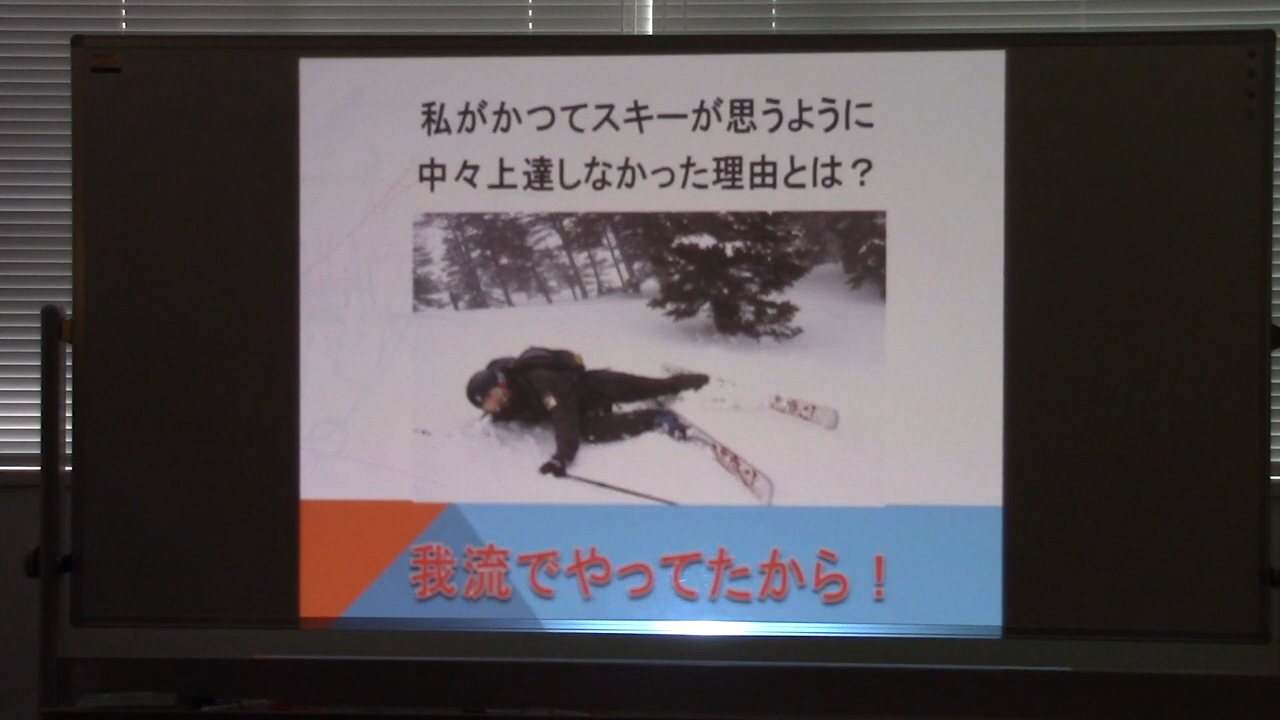 私がかつてスキーが思うように
中々上達しなかった理由とは？
我流でやってたから！